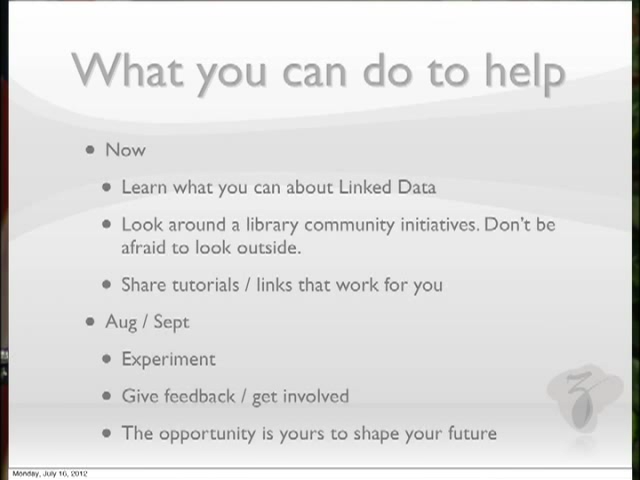 What you can do to help
• Now
• Learn what you can about Linked Data
• Look around a library community initiatives. Don't be
afraid to look outside.
• Share tutorials / links that work for you
• Aug / Sept
• Experiment
• Give feedback / get involved
• The opportunity is yours to shape your future
3
Monday, July 16, 2012